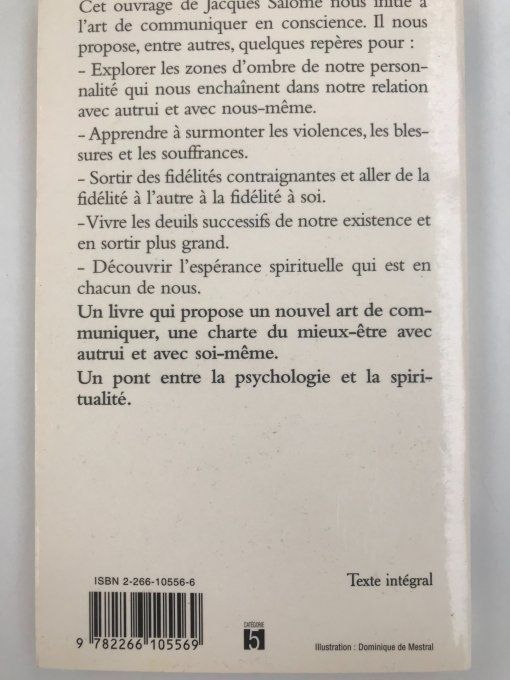 Cet ouvrage de Jacques Salomé nous initie à
l'art de communiquer en conscience. Il nous
propose, entre autres, quelques repères pour :
- Explorer les zones d'ombre de notre person-
nalité qui nous enchaînent dans notre relation
avec autrui et avec nous-même.
- Apprendre à surmonter les violences, les bles-
sures et les souffrances.
- Sortir des fidélités contraignantes et aller de la
fidélité à l'autre à la fidélité à soi.
-Vivre les deuils successifs de notre existence et
en sortir plus grand.
- Découvrir l'espérance spirituelle qui est en
chacun de nous.
Un livre qui propose un nouvel art de com-
muniquer, une charte du mieux-être avec
autrui et avec soi-même.
Un pont entre la psychologie et la spiri-
tualité.
ISBN 2-266-10556-6
Texte intégral
9 782266 105569
CATÉGORIE
5
Illustration : Dominique de Mestral